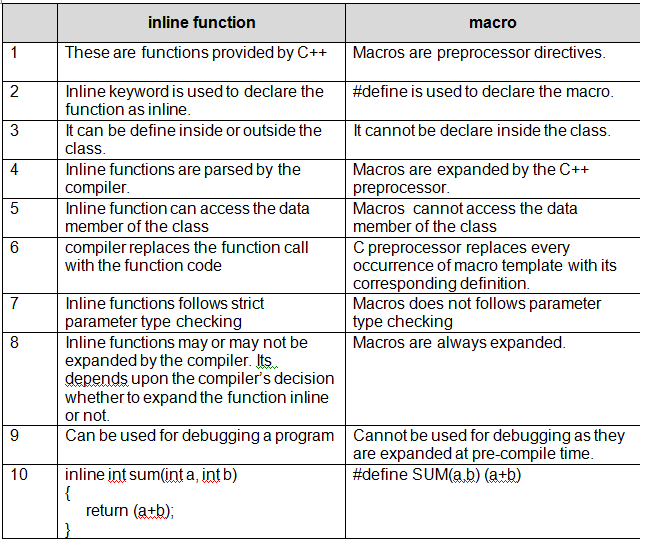 inline function
macro
1
These are functions provided by C++
Macros are preprocessor directives.
2
Inline keyword is used to declare the
function as inline.
#define is used to declare the macro.
3
It can be define inside or outside the
class.
It cannot be declare inside the class.
4
Inline functions are parsed by the
compiler.
Macros are expanded by the C++
preprocessor.
5
Inline function can access the data
member of the class
Macros cannot access the data
member of the class
6
compiler replaces the function call
with the function code
C preprocessor replaces every
occurrence of macro template with its
corresponding definition.
7
Inline functions follows strict
parameter type checking
Macros does not follows parameter
type checking
8
Inline functions may or may not be
expanded by the compiler. Its
depends upon the compiler's decision
whether to expand the function inline
or not.
Macros are always expanded.
9
Can be used for debugging a program
Cannot be used for debugging as they
are expanded at pre-compile time.
10
inline int sum(int a, int b)
{
return (a+b);
}
#define SUM(a,b) (a+b)